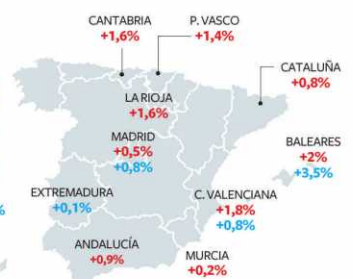 CANTABRIA
+1,6%
P. VASCO
+1,4%
CATALUÑA
+0,8%
LA RIOJA
+1,6%
MADRID
+0,5%
+0,8%
BALEARES
+2%
+3,5%
EXTREMADURA
+0,1%
C. VALENCIANA
+1,8%
+0,8%
%
ANDALUCÍA
+0,9%
MURCIA
+0,2%